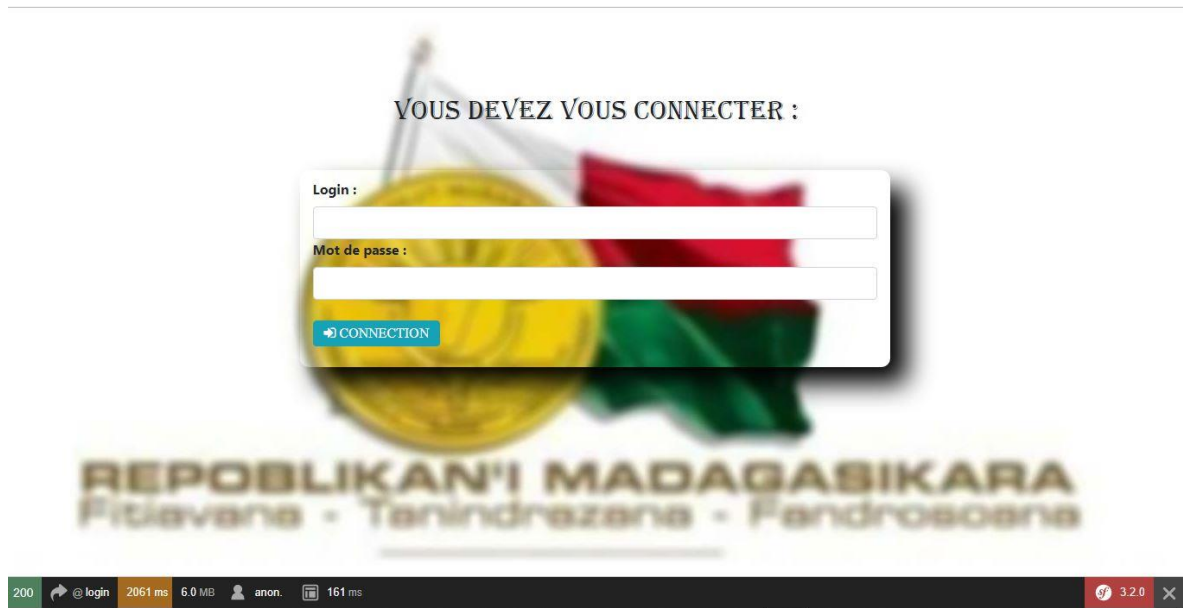 VOUS DEVEZ VOUS CONNECTER :
Login :
Mot de passe :
CONNECTION
REPOBLIKAN'I MADAGASIKARA
Fitiavana - Tanindrazana - Fandrosoana
200 @ login 2061 ms 6.0 MB anon. 161 ms sf 3.2.0